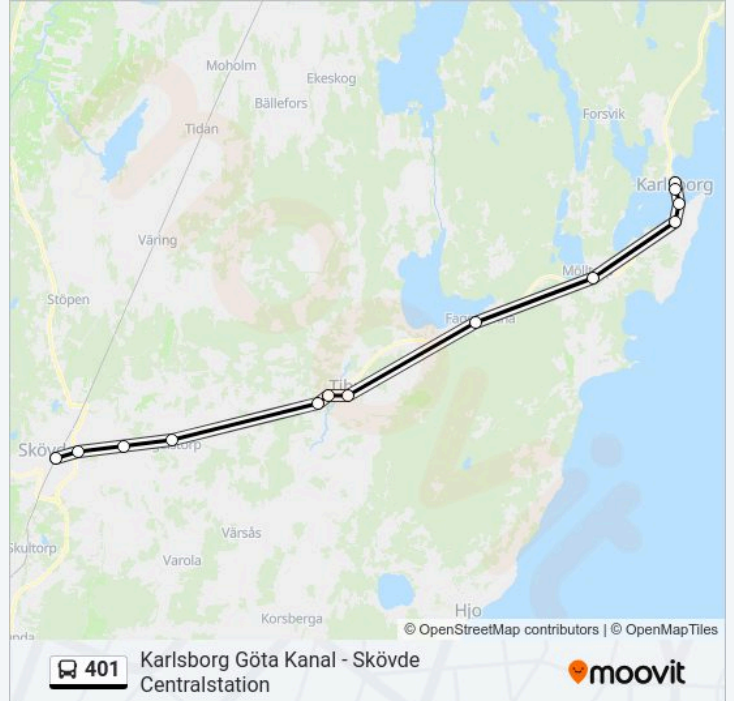 Moholm
Ekeskog
Bällefors
Forsvik
Tidan
Karlsborg
Väring
Stöpen
Skövde
Värsås
Skultorp
Varola
Hjo
Korsberga
© OpenStreetMap contributors | © OpenMapTiles
401
Karlsborg Göta Kanal - Skövde
Centralstation
moovit